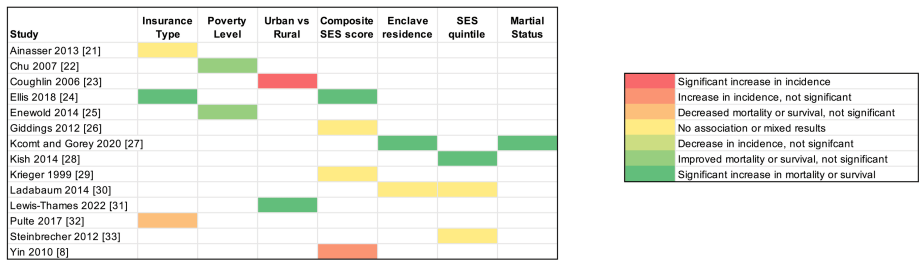 Study
Insurance Type
Poverty Level
Urban vs Rural
Composite SES score
Enclave residence
SES quintile
Martial Status
Ainasser 2013 [21]
Chu 2007 [22]
Coughlin 2006 [23]
Ellis 2018 [24]
Enewold 2014 [25]
Giddings 2012 [26]
Kcomt and Gorey 2020 [27]
Kish 2014 [28]
Krieger 1999 [29]
Ladabaum 2014 [30]
Lewis-Thames 2022 [31]
Pulte 2017 [32]
Steinbrecher 2012 [33]
Yin 2010 [8]
Significant increase in incidence
Increase in incidence, not significant
Decreased mortality or survival, not significant
No association or mixed results
Decrease in incidence, not signifcant
Improved mortality or survival, not significant
Significant increase in mortality or survival